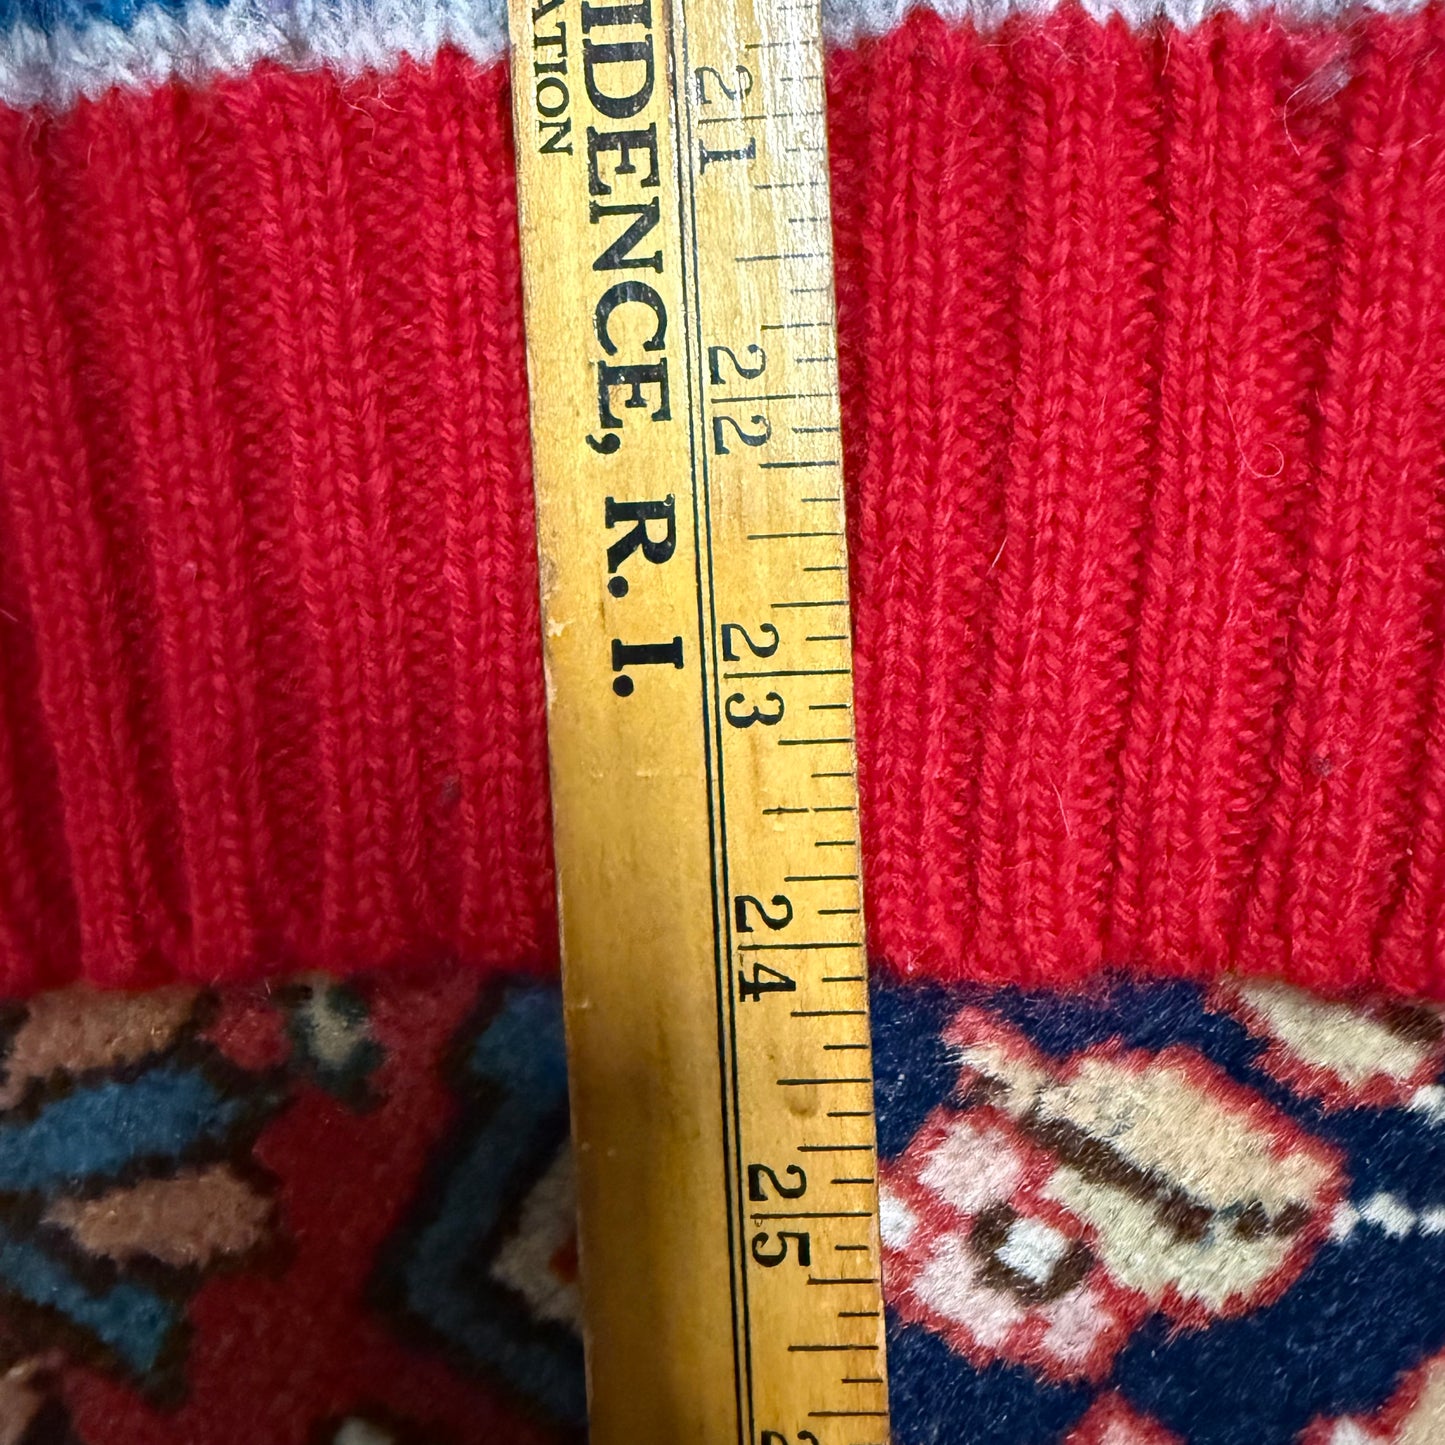 IDENCE, R. I.
ATION
21
22
23
24
25